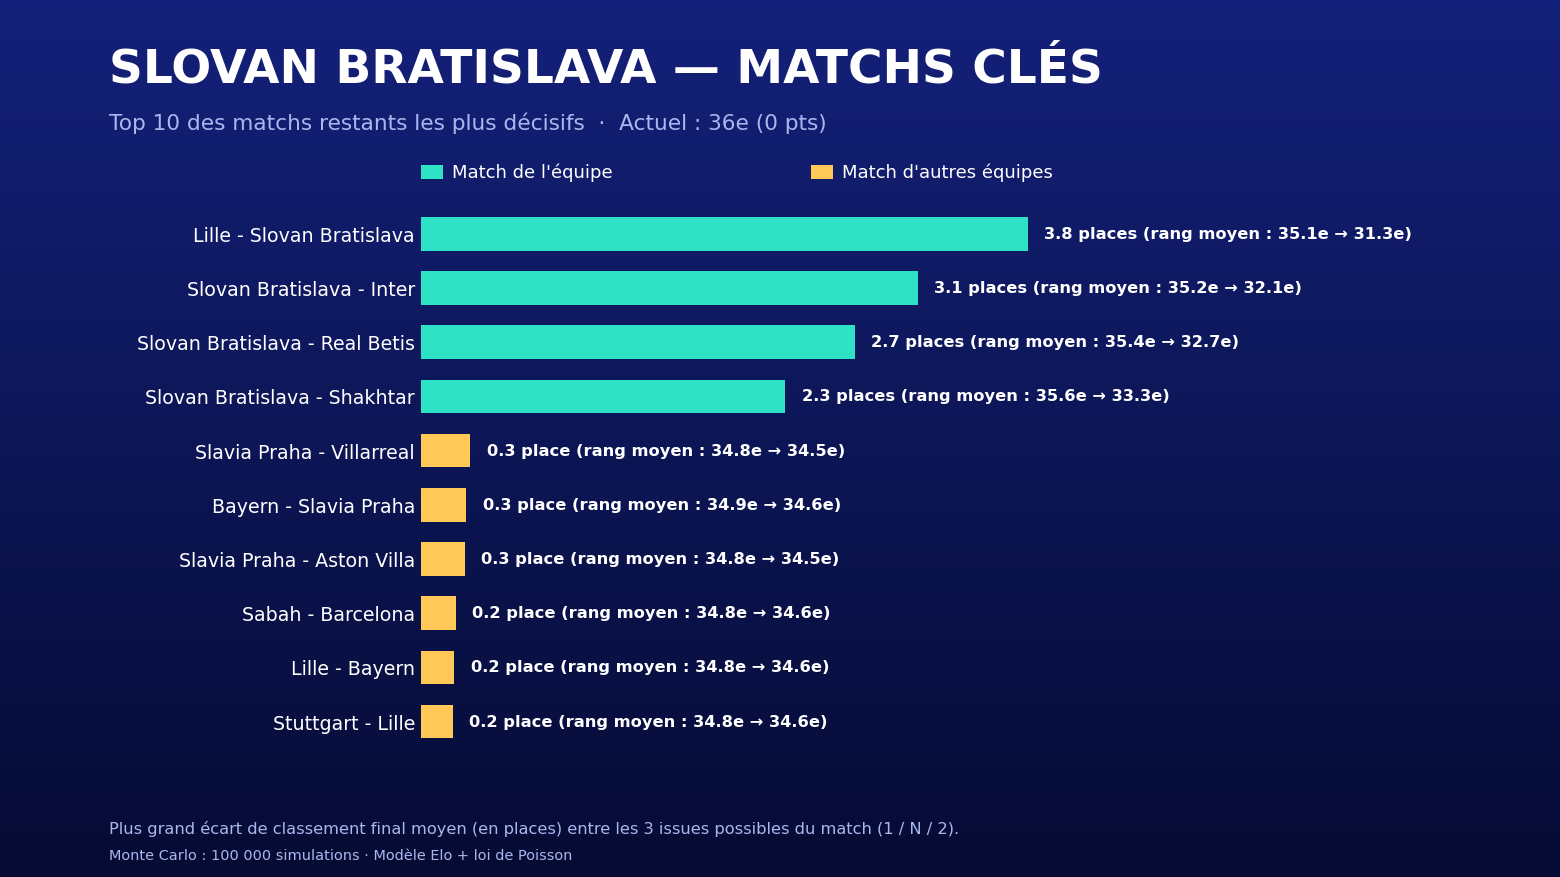 SLOVAN BRATISLAVA — MATCHS CLÉS
Top 10 des matchs restants les plus décisifs · Actuel : 36e (0 pts)
Match de l'équipe
Match d'autres équipes
Lille - Slovan Bratislava 3.8 places (rang moyen : 35.1e → 31.3e)
Slovan Bratislava - Inter 3.1 places (rang moyen : 35.2e → 32.1e)
Slovan Bratislava - Real Betis 2.7 places (rang moyen : 35.4e → 32.7e)
Slovan Bratislava - Shakhtar 2.3 places (rang moyen : 35.6e → 33.3e)
Slavia Praha - Villarreal 0.3 place (rang moyen : 34.8e → 34.5e)
Bayern - Slavia Praha 0.3 place (rang moyen : 34.9e → 34.6e)
Slavia Praha - Aston Villa 0.3 place (rang moyen : 34.8e → 34.5e)
Sabah - Barcelona 0.2 place (rang moyen : 34.8e → 34.6e)
Lille - Bayern 0.2 place (rang moyen : 34.8e → 34.6e)
Stuttgart - Lille 0.2 place (rang moyen : 34.8e → 34.6e)
Plus grand écart de classement final moyen (en places) entre les 3 issues possibles du match (1 / N / 2).
Monte Carlo : 100 000 simulations · Modèle Elo + loi de Poisson